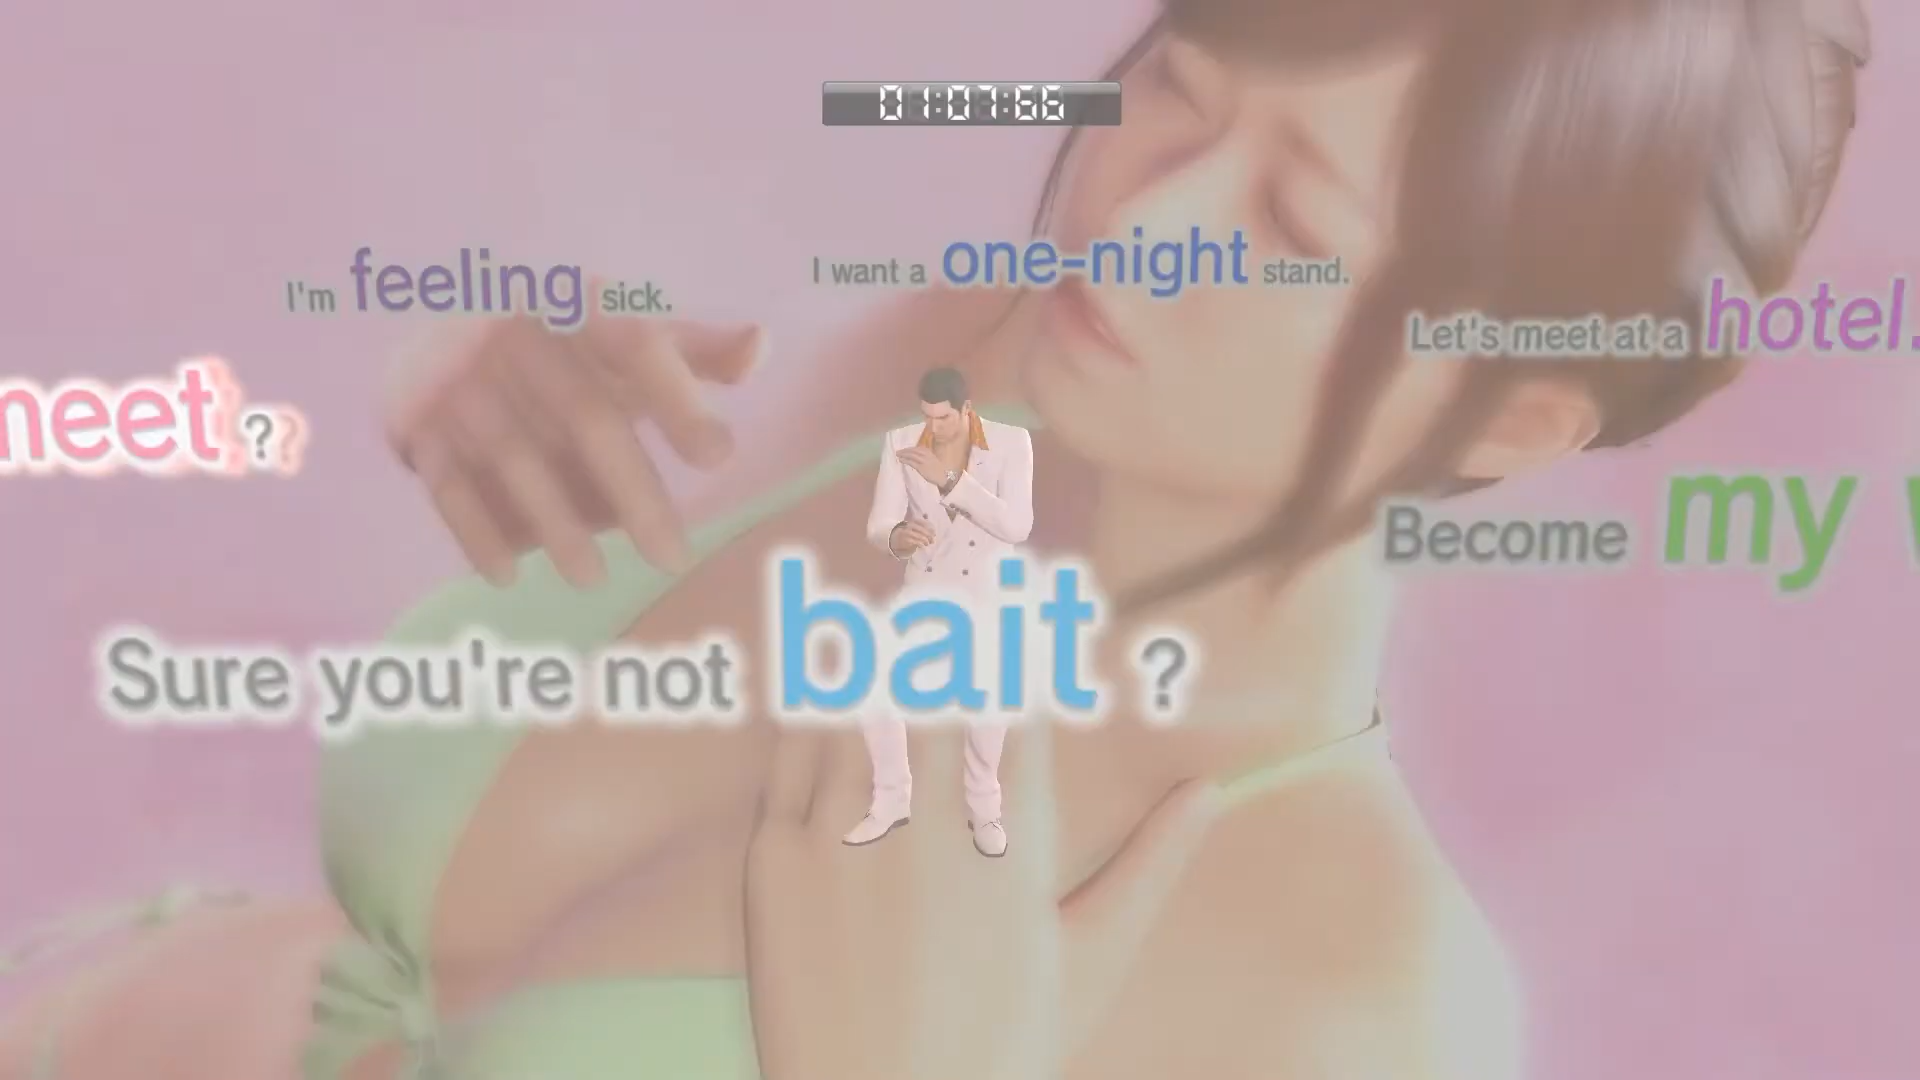 01:07:66
I want a one-night stand.
I'm feeling sick.
Let's meet at a hotel.
meet ?
Become my
Sure you're not bait ?